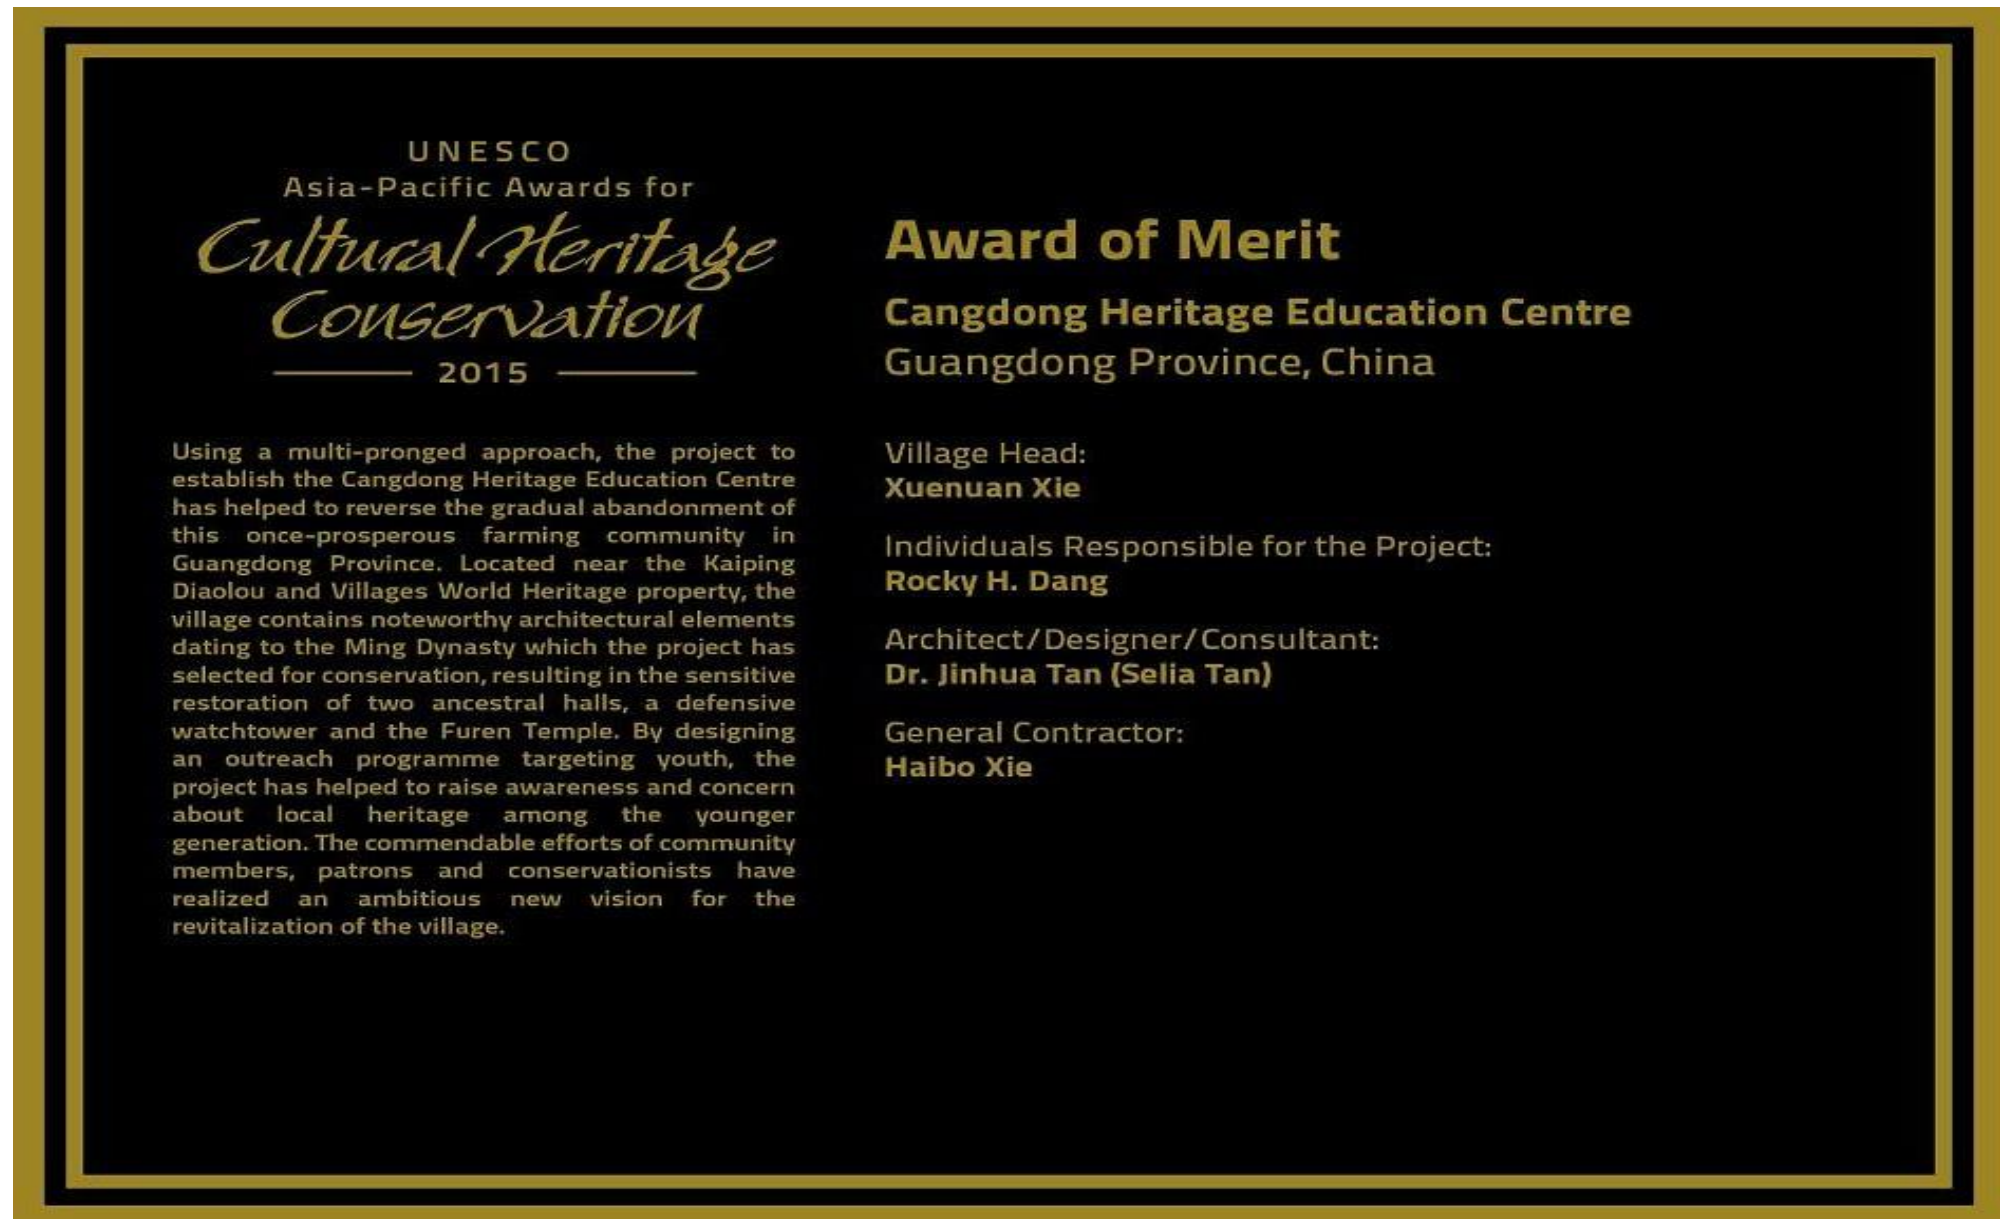 UNESCO
Asia-Pacific Awards for
Cultural Heritage
Conservation
2015
Using a multi-pronged approach, the project to
establish the Cangdong Heritage Education Centre
has helped to reverse the gradual abandonment of
this once-prosperous farming community in
Guangdong Province. Located near the Kaiping
Diaolou and Villages World Heritage property, the
village contains noteworthy architectural elements
dating to the Ming Dynasty which the project has
selected for conservation, resulting in the sensitive
restoration of two ancestral halls, a defensive
watchtower and the Furen Temple. By designing
an outreach programme targeting youth, the
project has helped to raise awareness and concern
about local heritage among the younger
generation. The commendable efforts of community
members, patrons and conservationists have
realized an ambitious new vision for the
revitalization of the village.
Award of Merit
Cangdong Heritage Education Centre
Guangdong Province, China
Village Head:
Xuenuan Xie
Individuals Responsible for the Project:
Rocky H. Dang
Architect/Designer/Consultant:
Dr. Jinhua Tan (Selia Tan)
General Contractor:
Haibo Xie